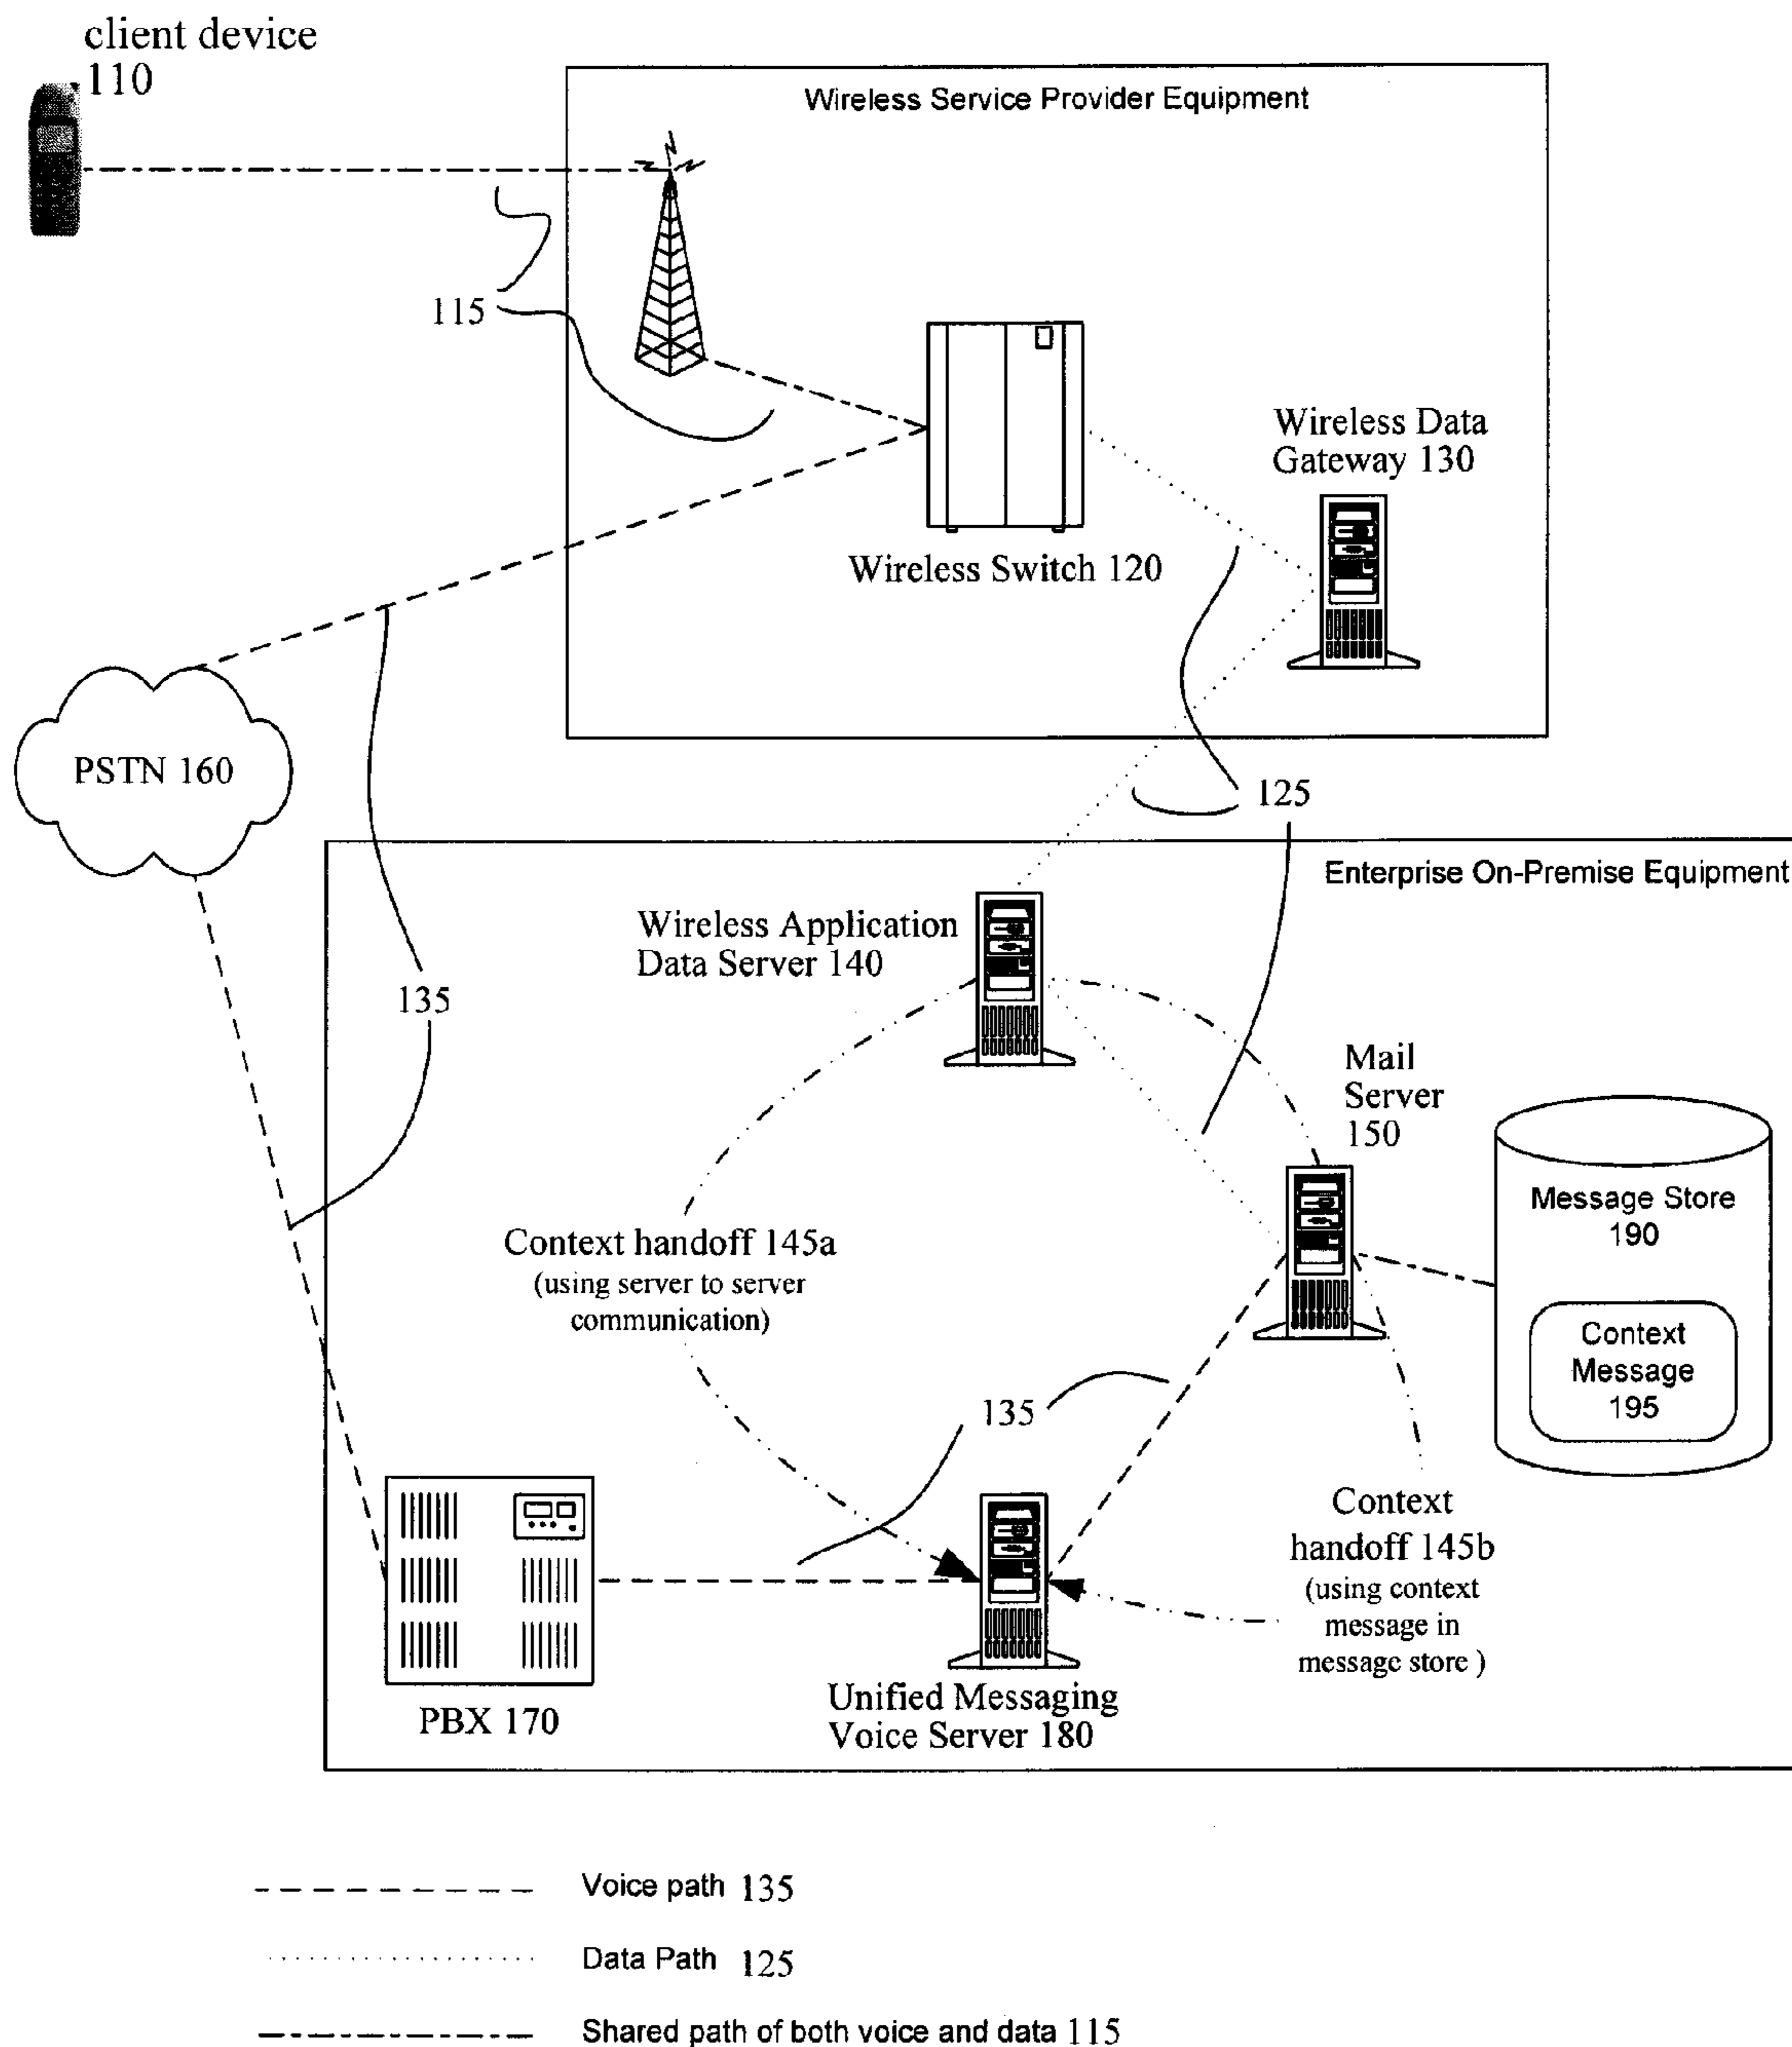 client device
110
Wireless Service Provider Equipment
115
Wireless Data
Gateway 130
Wireless Switch 120
PSTN 160
125
Enterprise On-Premise Equipment
Wireless Application
Data Server 140
135
Mail
Server
150
Message Store
190
Context handoff 145a
(using server to server
communication)
Context
Message
195
135
Context
handoff 145b
(using context
message in
message store )
PBX 170
Unified Messaging
Voice Server 180
Voice path 135
Data Path 125
Shared path of both voice and data 115